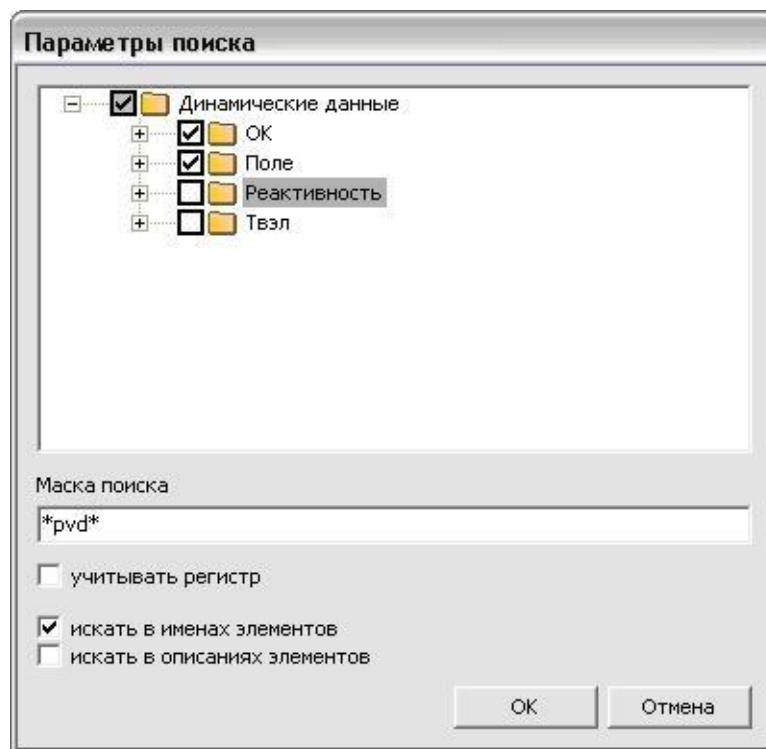 Параметры поиска
Динамические данные
ОК
Поле
Реактивность
Твэл
Маска поиска
*pvd*
учитывать регистр
искать в именах элементов
искать в описаниях элементов
ОК Отмена